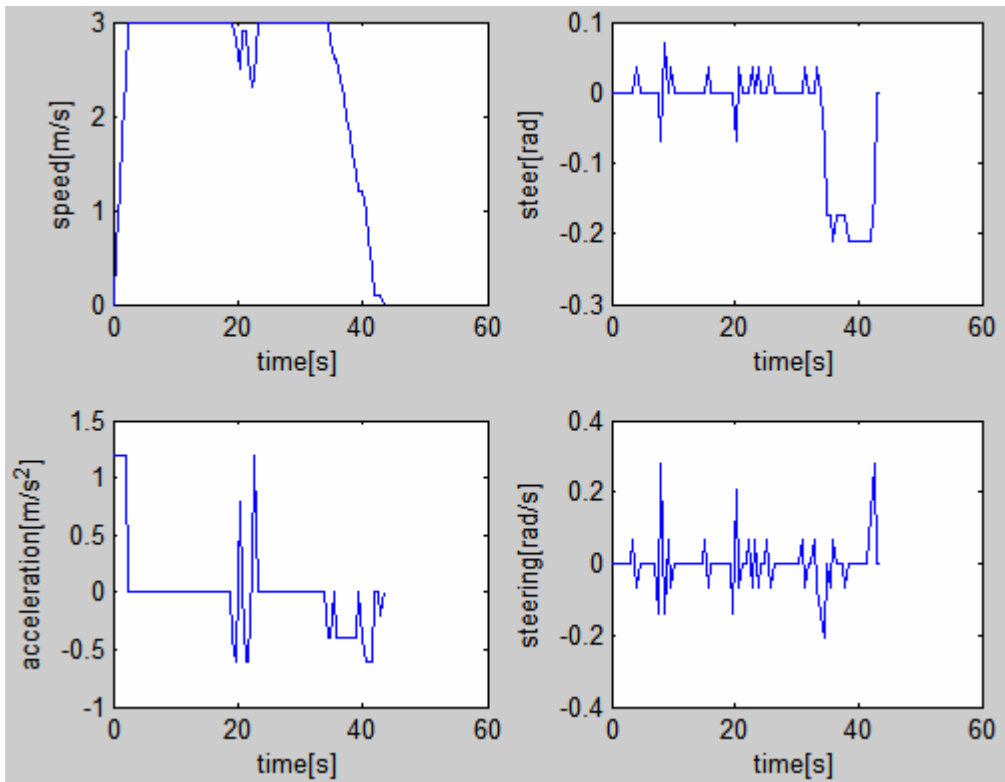 3
2
1
0
speed[m/s]
0 20 40 60
time[s]
0.1
0
-0.1
-0.2
-0.3
steer[rad]
0 20 40 60
time[s]
1.5
1
0.5
0
-0.5
-1
acceleration[m/s²]
0 20 40 60
time[s]
0.4
0.2
0
-0.2
-0.4
steering[rad/s]
0 20 40 60
time[s]